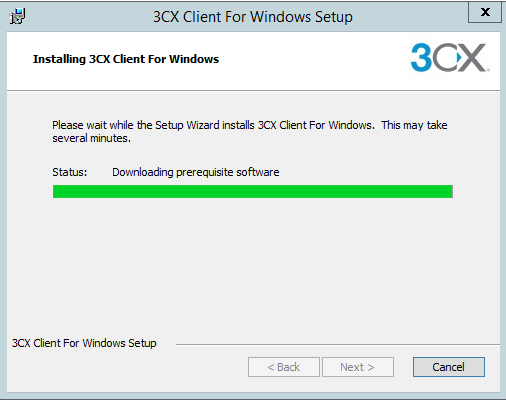 3CX Client For Windows Setup
x
Installing 3CX Client For Windows
3CX
Please wait while the Setup Wizard installs 3CX Client For Windows. This may take
several minutes.
Status: Downloading prerequisite software
3CX Client For Windows Setup
< Back Next > Cancel